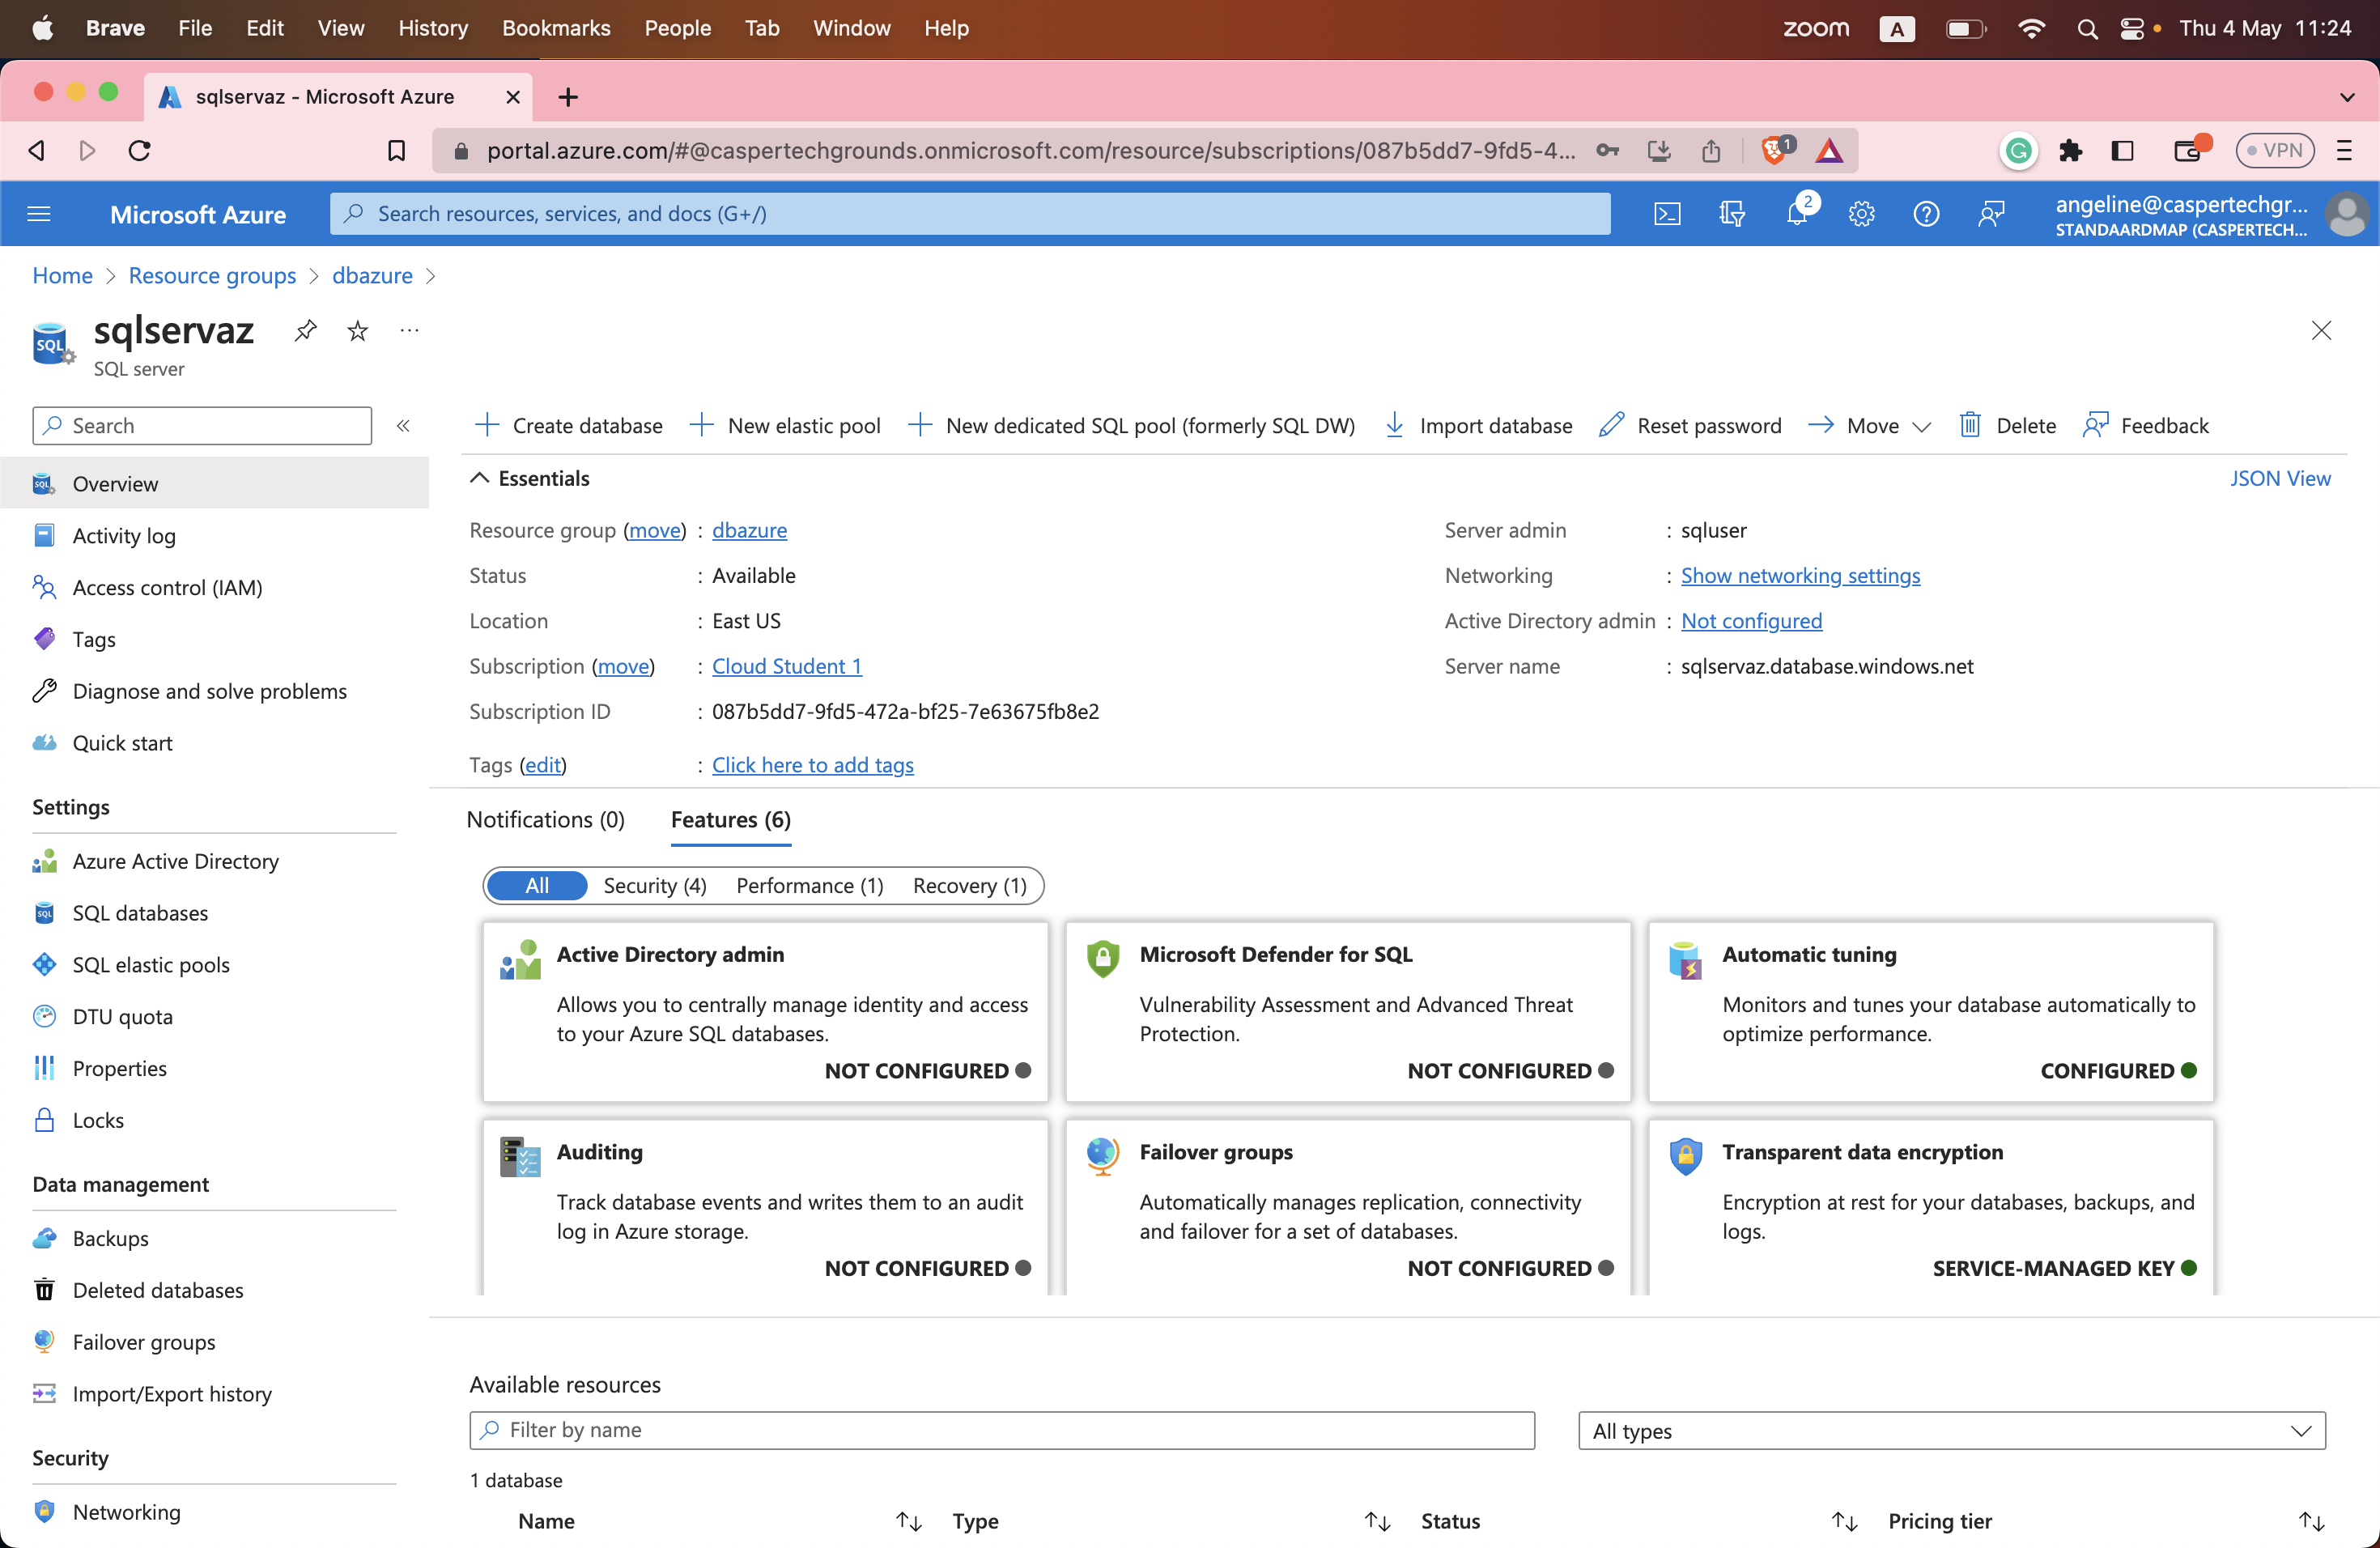 Brave File Edit View History Bookmarks People Tab Window Help zoom A Thu 4 May 11:24
sqlservaz - Microsoft Azure
portal.azure.com/#@caspertechgrounds.onmicrosoft.com/resource/subscriptions/087b5dd7-9fd5-4... 1 G VPN
Microsoft Azure Search resources, services, and docs (G+/) 2 angeline@caspertechgr...
STANDAARDMAP (CASPERTECH...
Home > Resource groups > dbazure >
SQL sqlservaz ...
SQL server
Search « Create database New elastic pool New dedicated SQL pool (formerly SQL DW) Import database Reset password Move Delete Feedback
Overview
Activity log
Access control (IAM)
Tags
Diagnose and solve problems
Quick start
Settings
Azure Active Directory
SQL databases
SQL elastic pools
DTU quota
Properties
Locks
Data management
Backups
Deleted databases
Failover groups
Import/Export history
Security
Networking
Essentials JSON View
Resource group (move) : dbazure
Status : Available
Location : East US
Subscription (move) : Cloud Student 1
Subscription ID : 087b5dd7-9fd5-472a-bf25-7e63675fb8e2
Tags (edit) : Click here to add tags
Server admin : sqluser
Networking : Show networking settings
Active Directory admin : Not configured
Server name : sqlservaz.database.windows.net
Notifications (0) Features (6)
All Security (4) Performance (1) Recovery (1)
Active Directory admin
Allows you to centrally manage identity and access
to your Azure SQL databases.
NOT CONFIGURED
Microsoft Defender for SQL
Vulnerability Assessment and Advanced Threat
Protection.
NOT CONFIGURED
Automatic tuning
Monitors and tunes your database automatically to
optimize performance.
CONFIGURED
Auditing
Track database events and writes them to an audit
log in Azure storage.
NOT CONFIGURED
Failover groups
Automatically manages replication, connectivity
and failover for a set of databases.
NOT CONFIGURED
Transparent data encryption
Encryption at rest for your databases, backups, and
logs.
SERVICE-MANAGED KEY
Available resources
Filter by name All types
1 database
Name Type Status Pricing tier